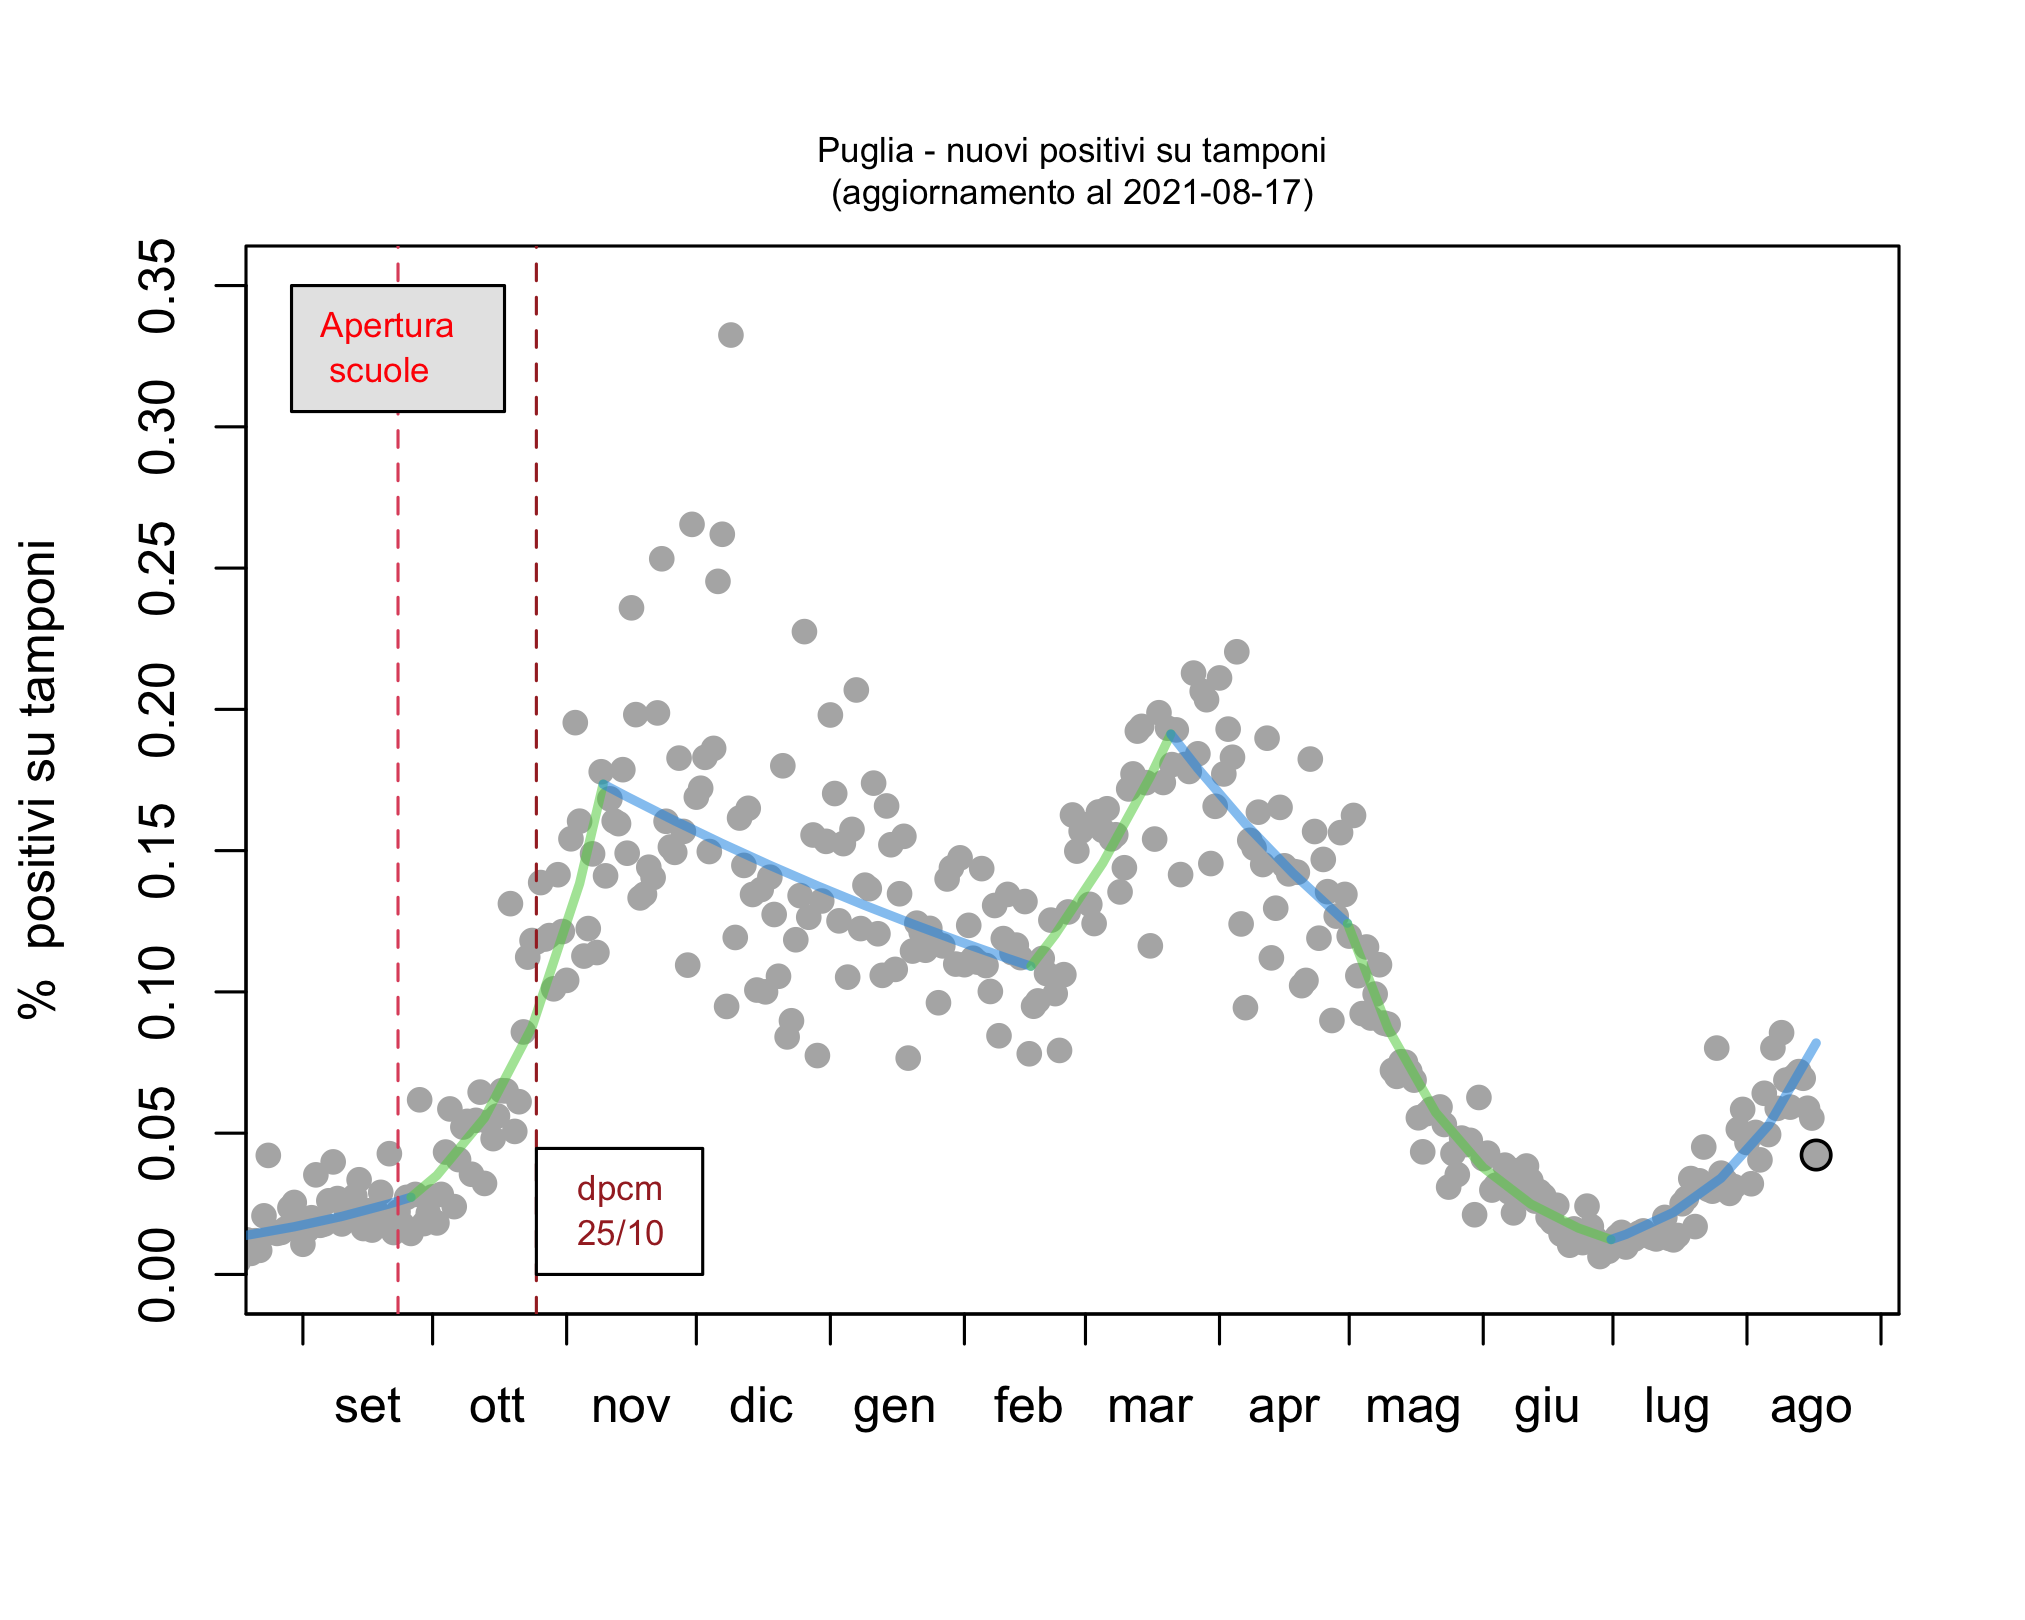 Puglia - nuovi positivi su tamponi
(aggiornamento al 2021-08-17)
% positivi su tamponi
0.35
0.30
0.25
0.20
0.15
0.10
0.05
0.00
Apertura
scuole
dpcm
25/10
set ott nov dic gen feb mar apr mag giu lug ago